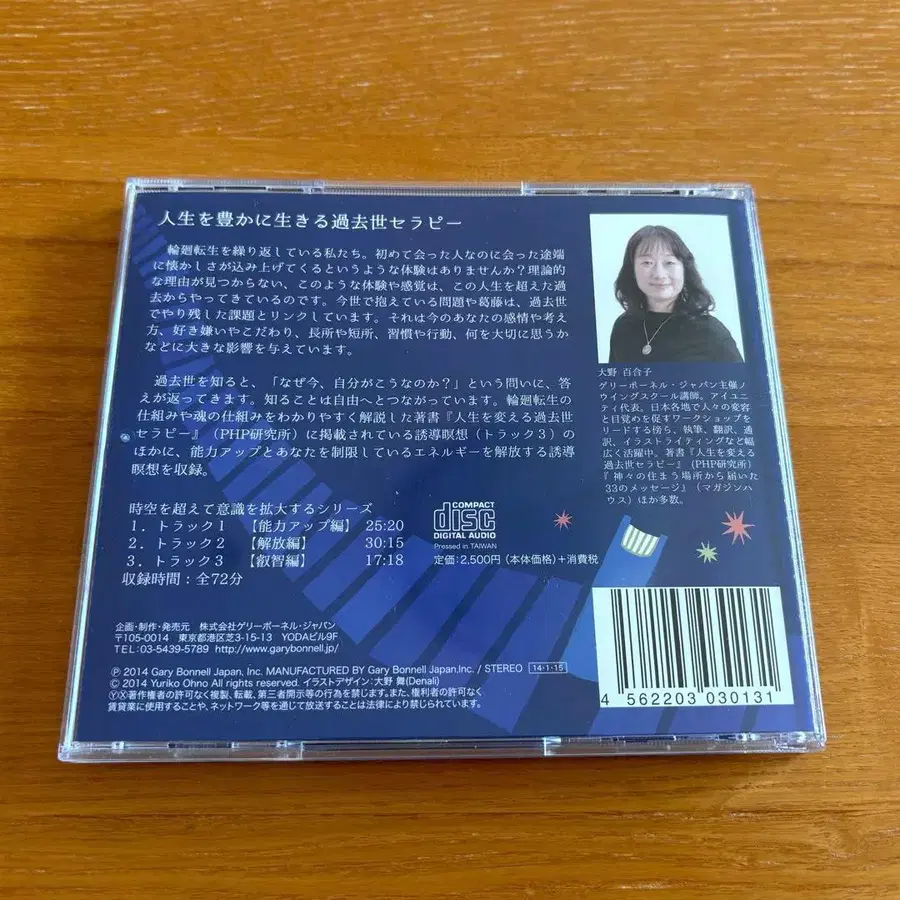 人生を豊かに生きる過去世セラピー
輪廻転生を繰り返している私たち。初めて会った人なのに会った途端
に懐かしさが込み上げてくるというような体験はありませんか?理論的
な理由が見つからない、このような体験や感覚は、この人生を超えた過
去からやってきているのです。今世で抱えている問題や葛藤は、過去世
でやり残した課題とリンクしています。それは今のあなたの感情や考え
方、好き嫌いやこだわり、長所や短所、習慣や行動、何を大切に思うか
などに大きな影響を与えています。
過去世を知ると、「なぜ今、自分がこうなのか?」という問いに、答
えが返ってきます。知ることは自由へとつながっています。輪廻転生の
仕組みや魂の仕組みをわかりやすく解説した著書『人生を変える過去世
セラピー』(PHP研究所)に掲載されている誘導瞑想(トラック3)の
ほかに、能力アップとあなたを制限しているエネルギーを解放する誘導
瞑想を収録。
時空を超えて意識を拡大するシリーズ
1. トラック1 【能力アップ編】 25:20
2. トラック2 【解放編】 30:15
3. トラック3 【叡智編】 17:18
収録時間:全72分
COMPACT
disc
DIGITAL AUDIO
Pressed in TAIWAN
定価:2,500円(本体価格)+消費税
大野 百合子
ゲリーボーネル・ジャパン主催ノ
ウイングスクール講師。アイユニ
ティ代表。日本各地で人々の変容
と目覚めを促すワークショップを
リードする傍ら、執筆、翻訳、通
訳、イラストライティングなど幅
広く活躍中。著書『人生を変える
過去世セラピー』(PHP研究所)
『神々の住まう場所から届いた
33のメッセージ』(マガジンハ
ウス)ほか多数。
企画・制作・発売元 株式会社ゲリーボーネル・ジャパン
〒105-0014 東京都港区芝3-15-13 YODAビル9F
TEL:03-5439-5789 http://www.garybonnell.com/
Ⓟ 2014 Gary Bonnell Japan, Inc. MANUFACTURED BY Gary Bonnell Japan.Inc. / STEREO 14・1・15
© 2014 Yuriko Ohno All rights reserved. イラストデザイン:大野 舞(Denali)
ⓎⓍ著作権者の許可なく複製、転載、第三者開示等の行為を禁じます。また、権利者の許可なく
賃貸業に使用することや、ネットワーク等を通じて放送することは法律により禁じられています。
4 562203 030131